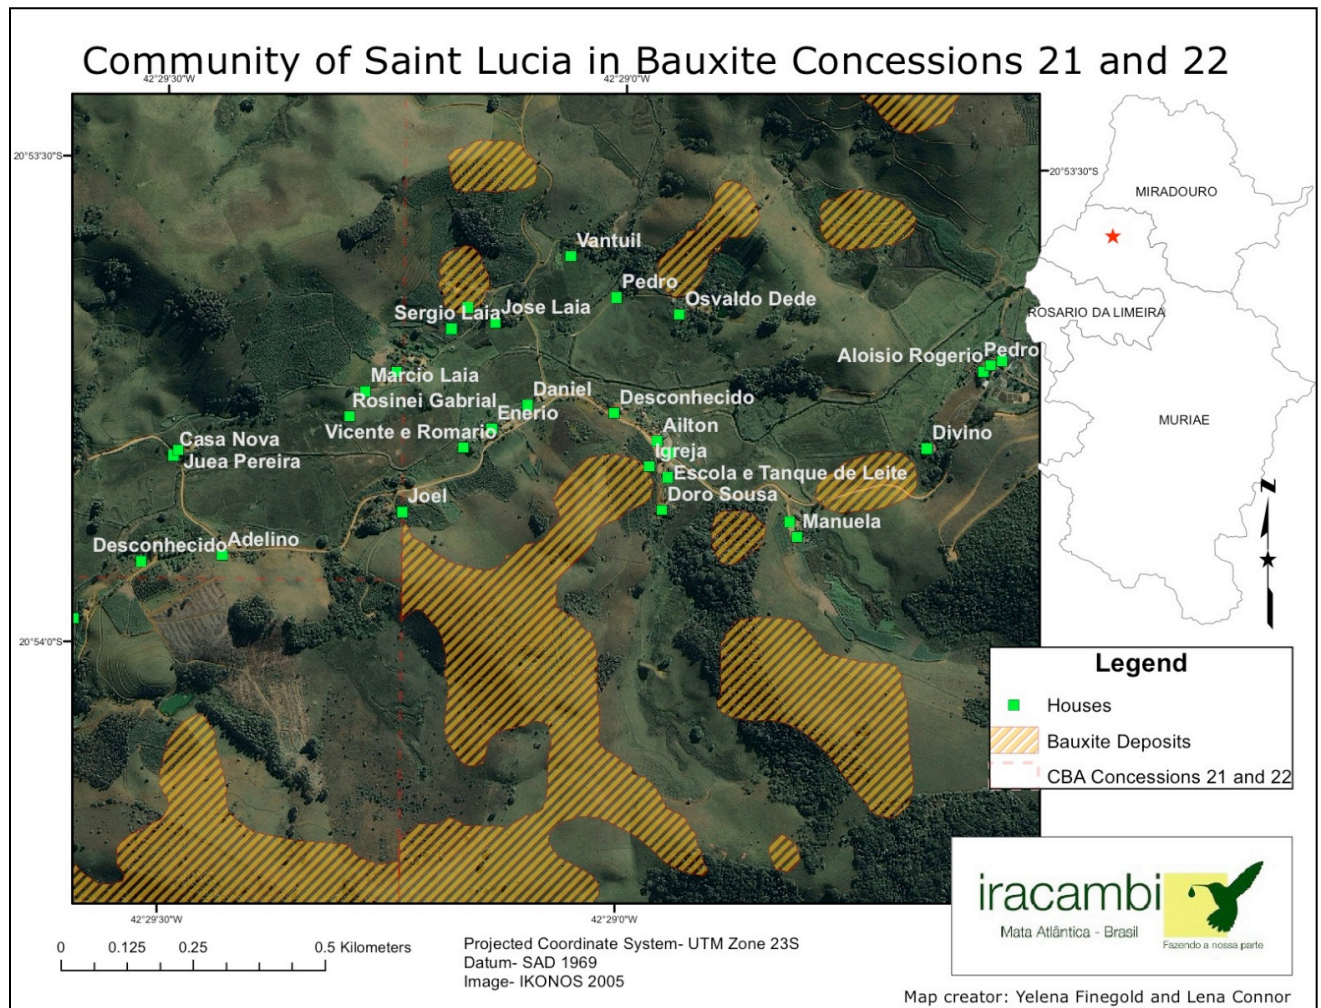 Community of Saint Lucia in Bauxite Concessions 21 and 22
42°29'30"W
42°29'0"W
20°53'30"S
20°53'30"S
MIRADOURO
Vantuil
Pedro
Osvaldo Dede
Sergio Laia
Jose Laia
ROSARIO DA LIMEIRA
Aloisio Rogerio
Pedro
Marcio Laia
Daniel
Desconhecido
Rosinei Gabrial
Enerio
MURIAE
Ailton
Vicente e Romario
Divino
Casa Nova
Igreja
Juea Pereira
Escola e Tanque de Leite
Joel
Doro Sousa
Manuela
Desconhecido
Adelino
N
20°54'0"S
Legend
Houses
Bauxite Deposits
CBA Concessions 21 and 22
42°29'30"W
42°29'0"W
iracambi
Mata Atlântica - Brasil
Fazendo a nossa parte
0 0.125 0.25 0.5 Kilometers
Projected Coordinate System- UTM Zone 23S
Datum- SAD 1969
Image- IKONOS 2005
Map creator: Yelena Finegold and Lena Connor